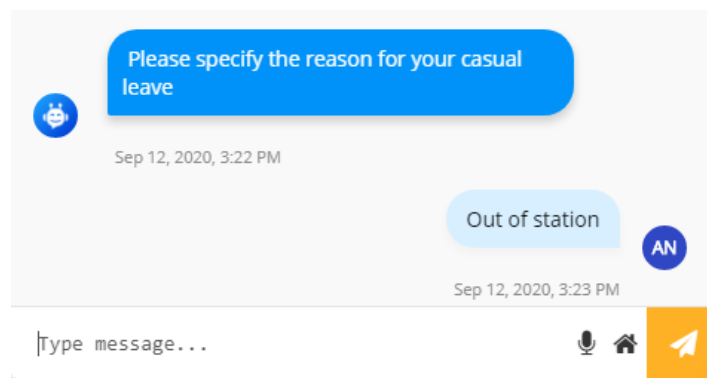 Please specify the reason for your casual
leave
Sep 12, 2020, 3:22 PM
Out of station
AN
Sep 12, 2020, 3:23 PM
Type message...